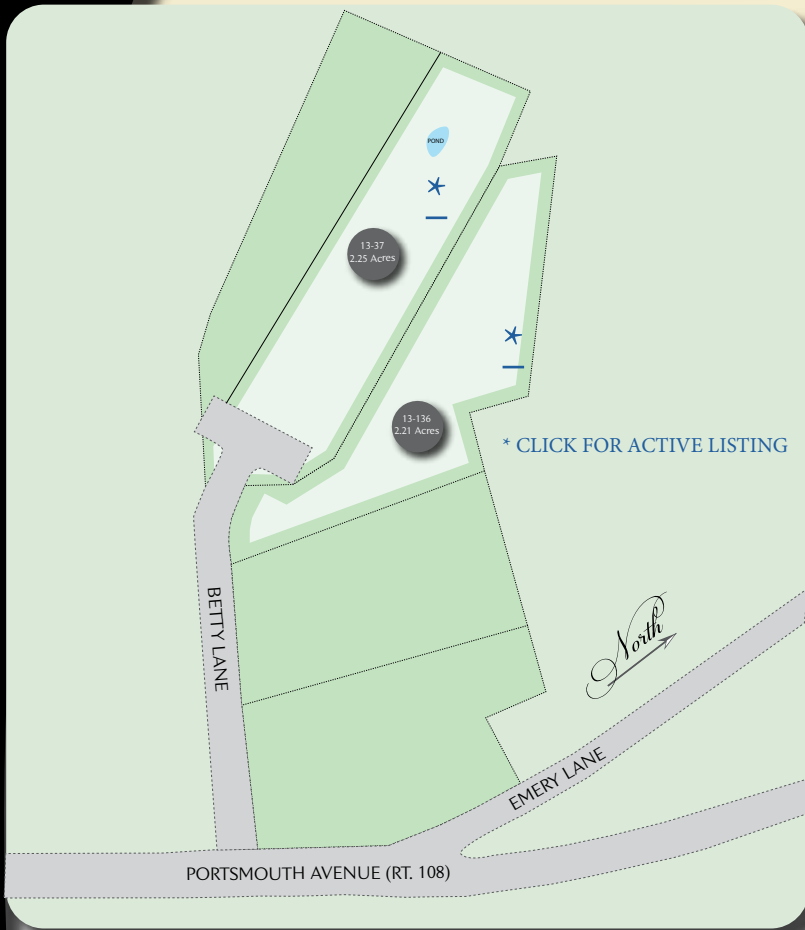 POND
*
13-37
2.25 Acres
*
13-136
2.21 Acres
* CLICK FOR ACTIVE LISTING
BETTY LANE
North
EMERY LANE
PORTSMOUTH AVENUE (RT. 108)